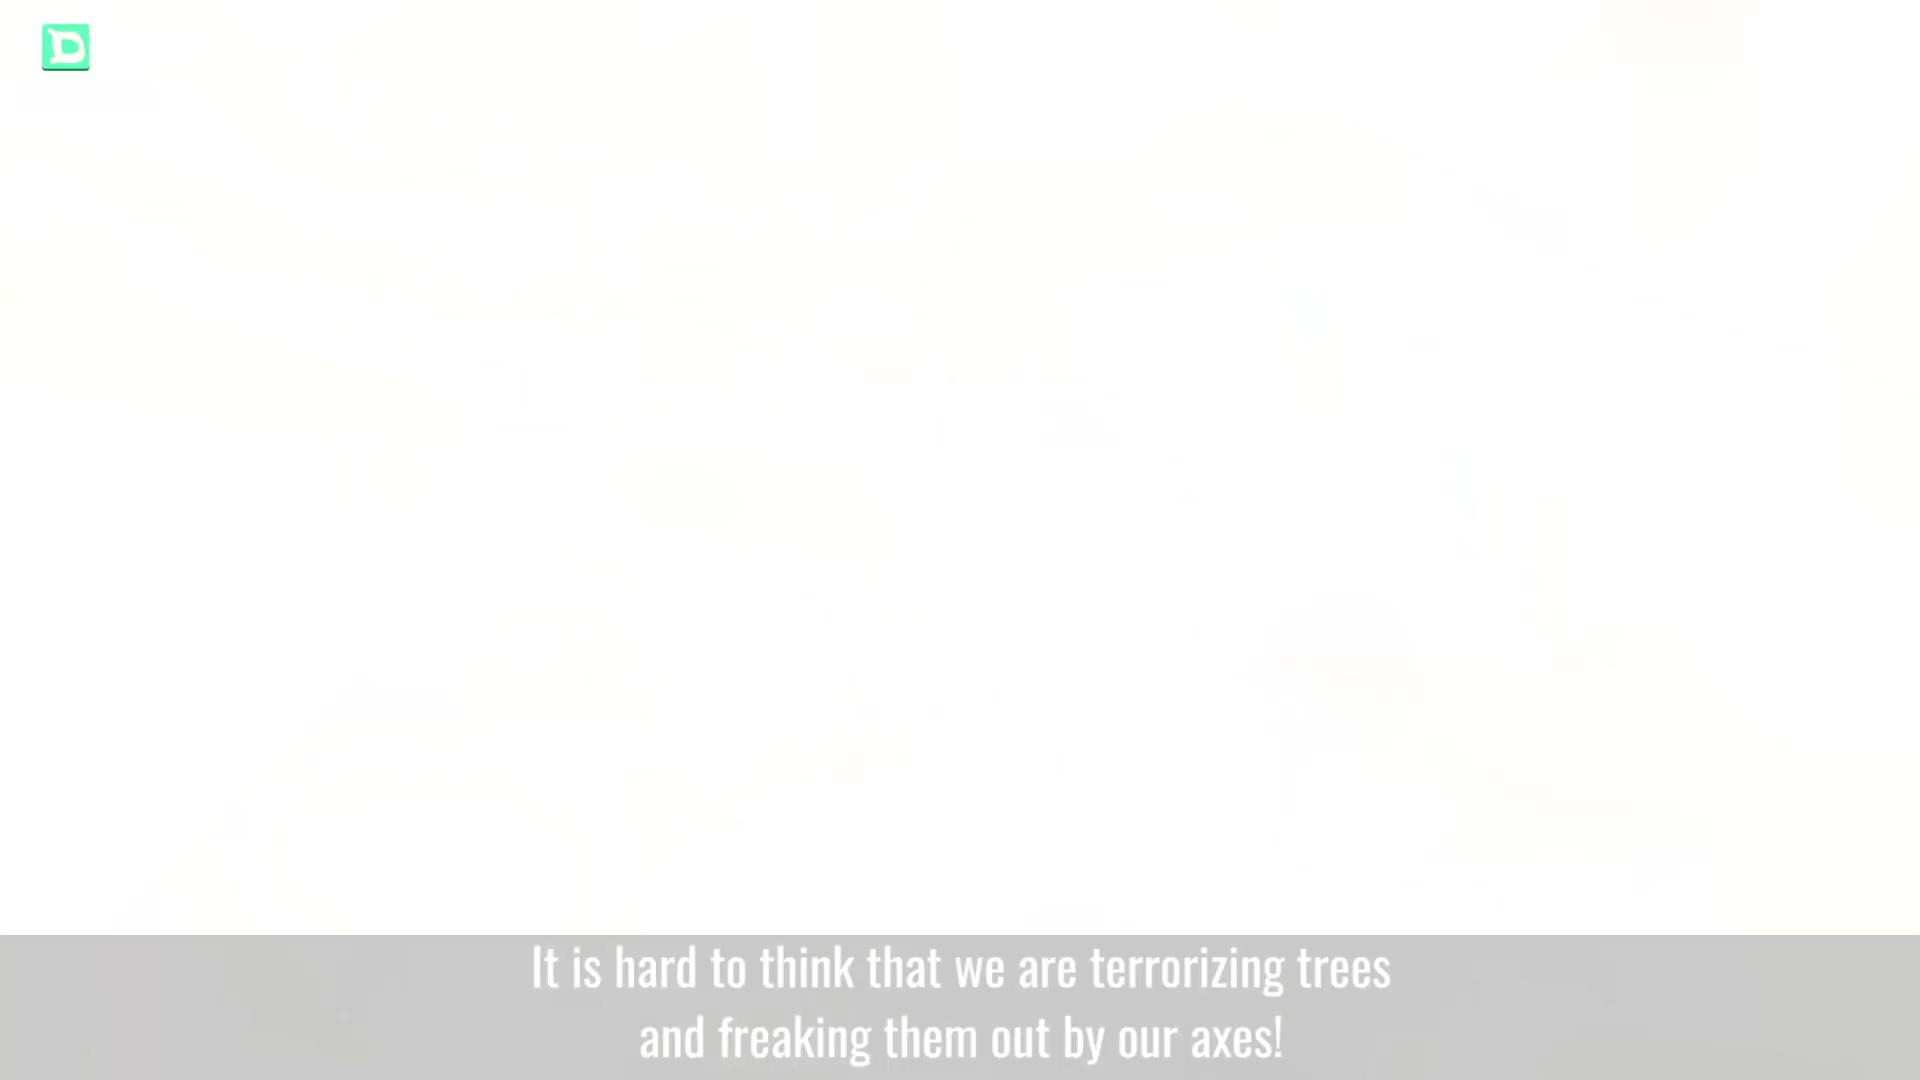 D
It is hard to think that we are terrorizing trees
and freaking them out by our axes!